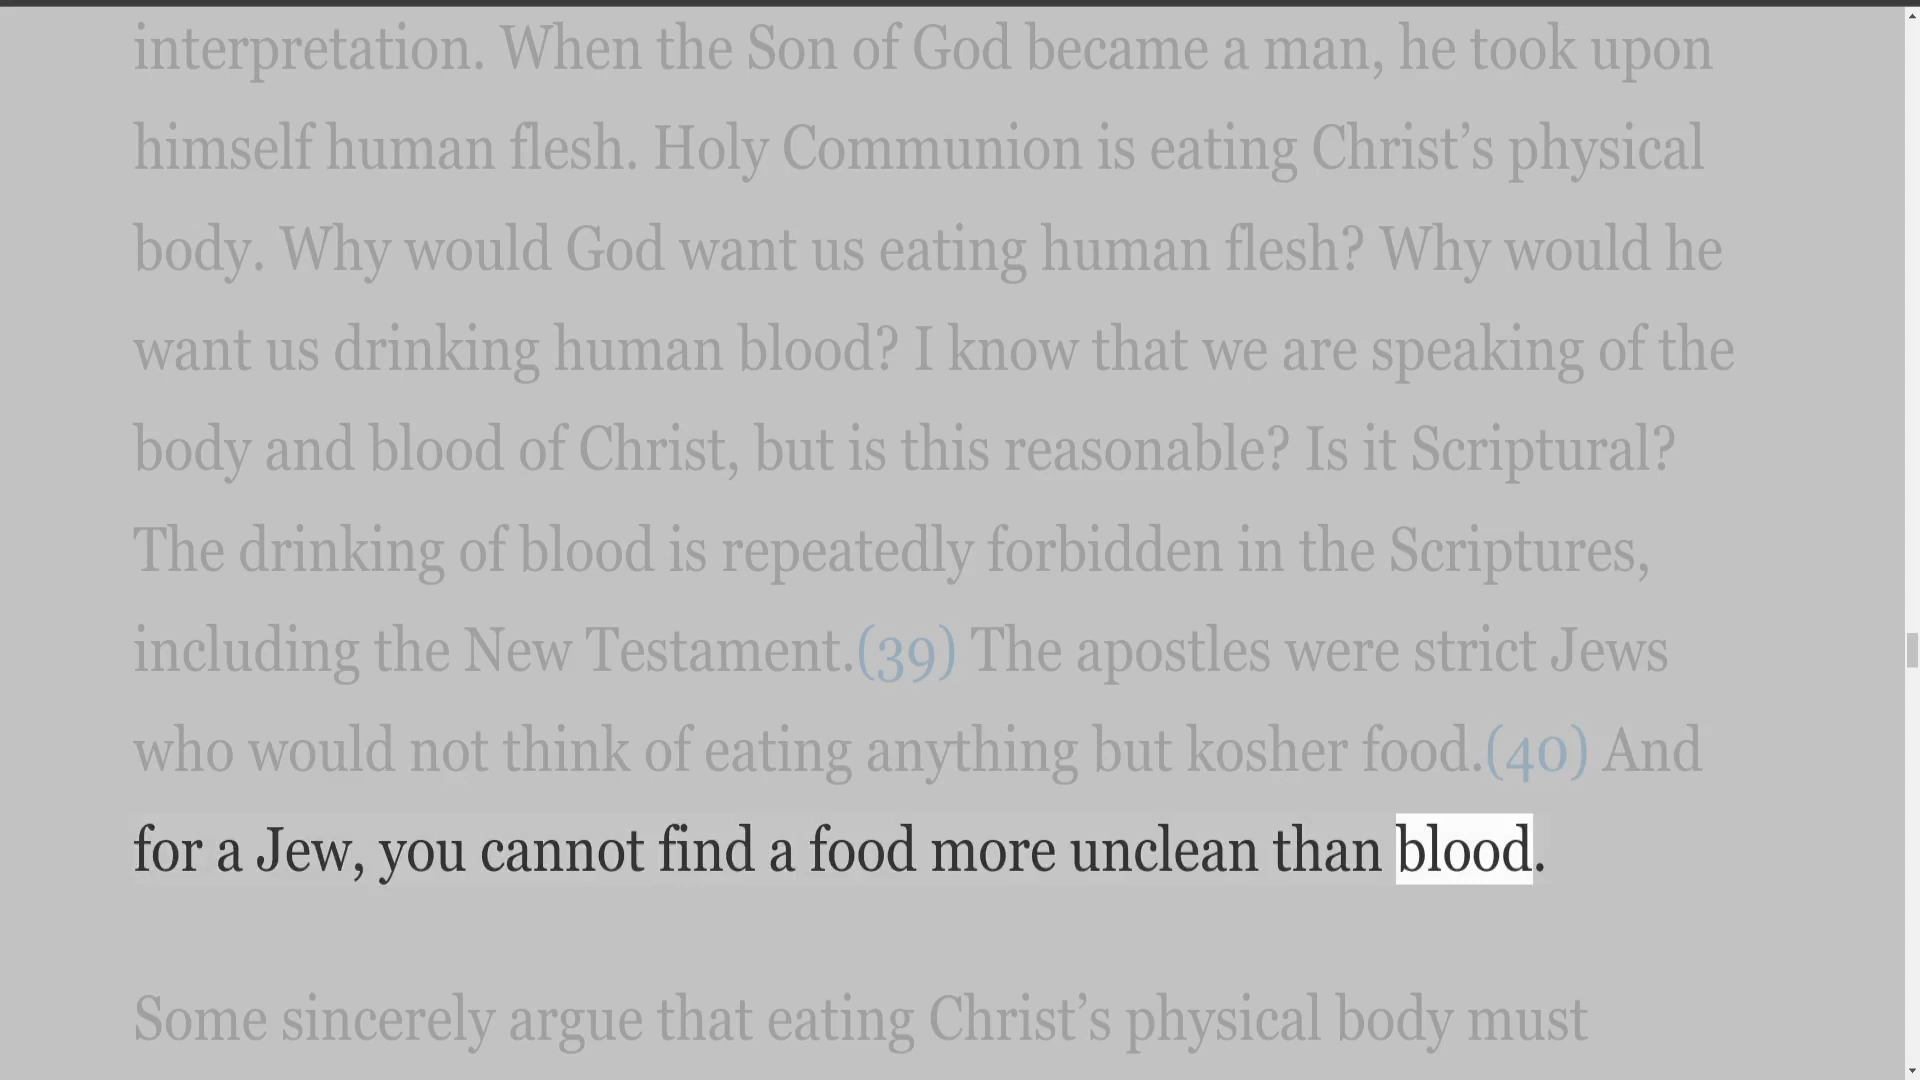 interpretation. When the Son of God became a man, he took upon
himself human flesh. Holy Communion is eating Christ’s physical
body. Why would God want us eating human flesh? Why would he
want us drinking human blood? I know that we are speaking of the
body and blood of Christ, but is this reasonable? Is it Scriptural?
The drinking of blood is repeatedly forbidden in the Scriptures,
including the New Testament.(39) The apostles were strict Jews
who would not think of eating anything but kosher food.(40) And
for a Jew, you cannot find a food more unclean than blood.
Some sincerely argue that eating Christ’s physical body must